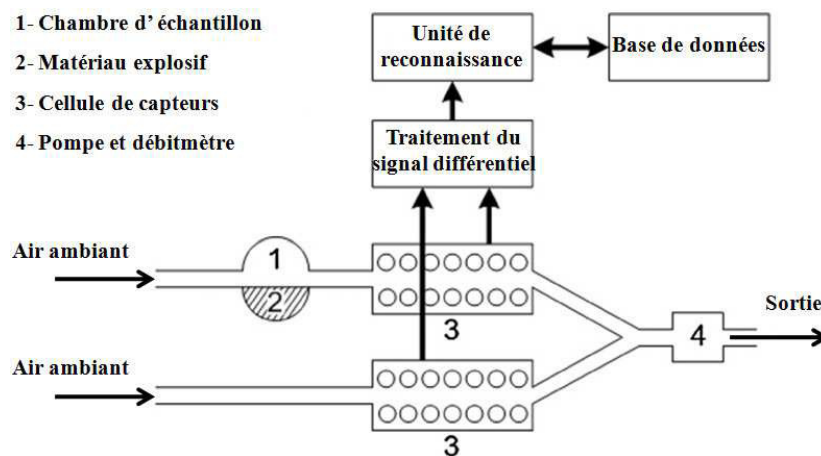 1- Chambre d' échantillon
2- Matériau explosif
3- Cellule de capteurs
4- Pompe et débitmètre
Unité de
reconnaissance
Base de données
Traitement du
signal différentiel
Air ambiant
1
2
3
Sortie
4
Air ambiant
3